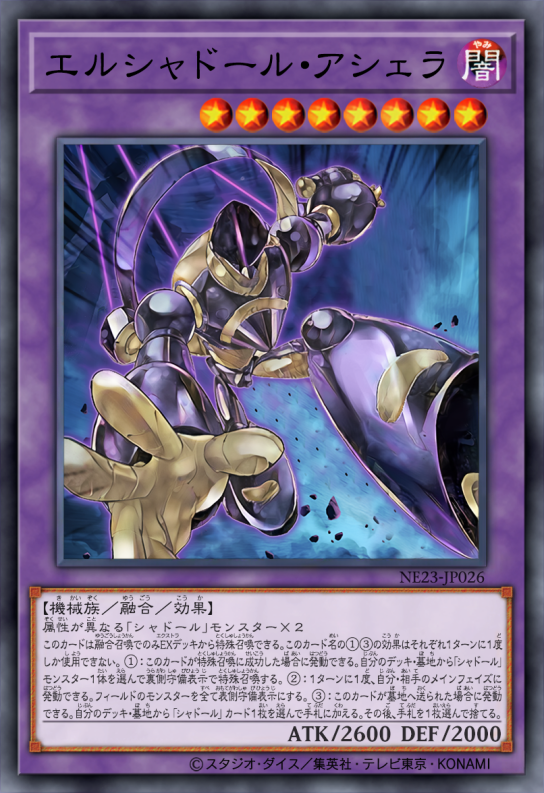 エルシャドール・アシェラ
やみ
闇
NE23-JP026
【機械族/融合/効果】
属性が異なる「シャドール」モンスター×2
このカードは融合召喚でのみEXデッキから特殊召喚できる。このカード名の①③の効果はそれぞれ1ターンに1度
しか使用できない。①:このカードが特殊召喚に成功した場合に発動できる。自分のデッキ・墓地から「シャドール」
モンスター1体を選んで裏側守備表示で特殊召喚する。②:1ターンに1度、自分・相手のメインフェイズに
発動できる。フィールドのモンスターを全て表側守備表示にする。③:このカードが墓地へ送られた場合に発動
できる。自分のデッキ・墓地から「シャドール」カード1枚を選んで手札に加える。その後、手札を1枚選んで捨てる。
ATK/2600 DEF/2000
©スタジオ・ダイス/集英社・テレビ東京・KONAMI